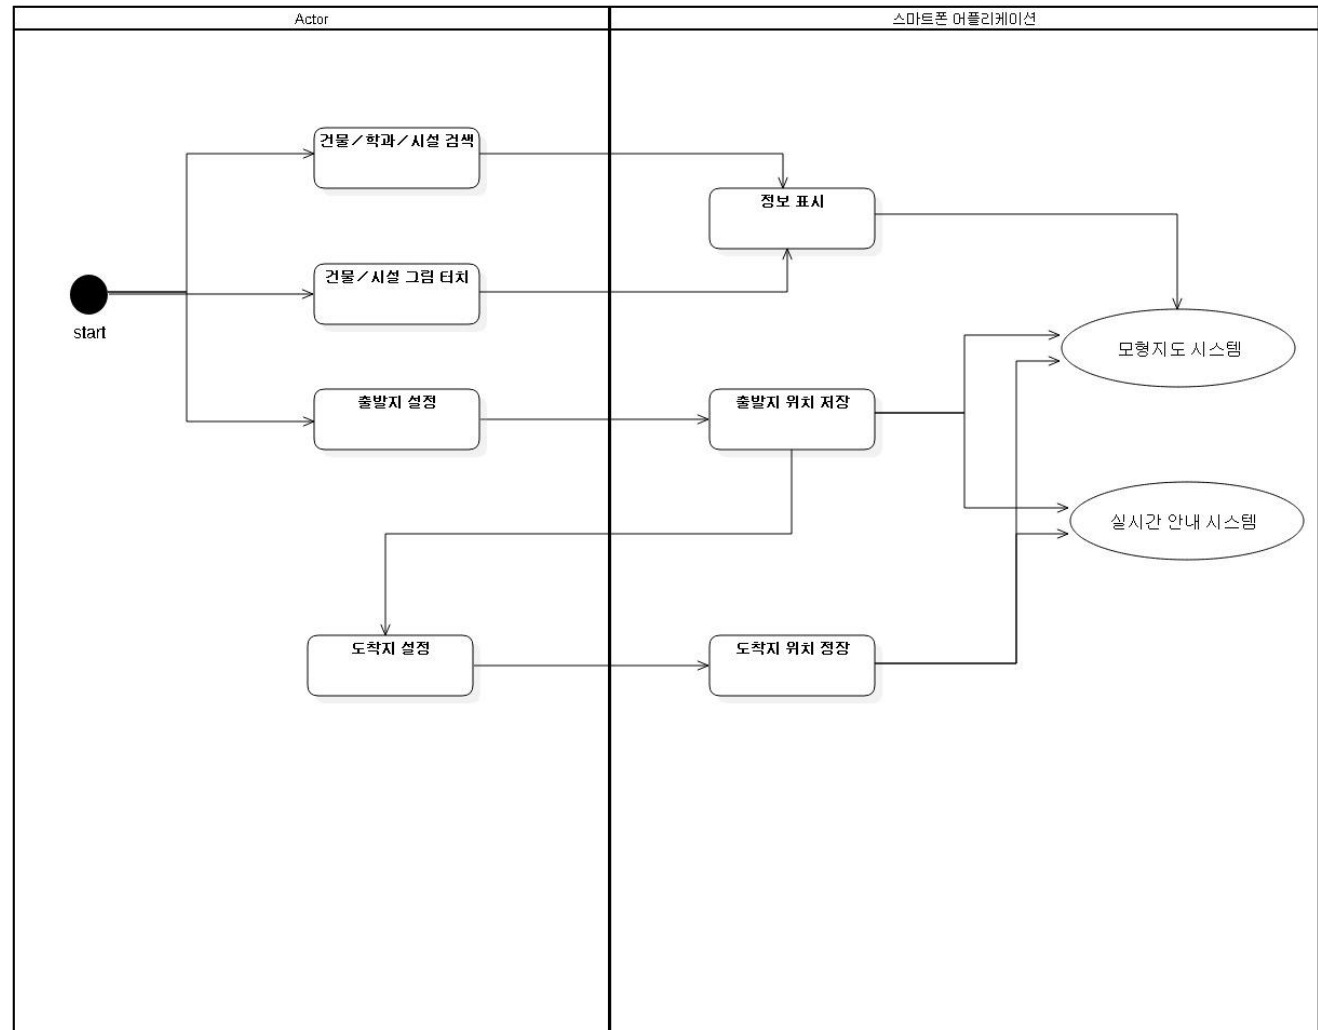 Actor
스마트폰 어플리케이션
건물／학과／시설 검색
정보 표시
건물／시설 그림 터치
start
모형지도 시스템
출발지 설정
출발지 위치 저장
실시간 안내 시스템
도착지 설정
도착지 위치 정장